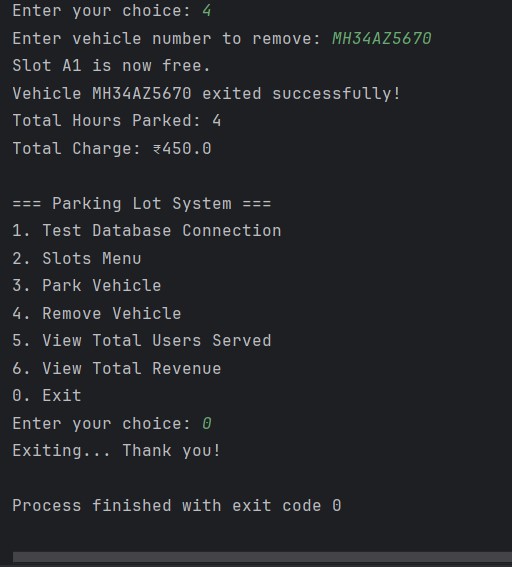 Enter your choice: 4
Enter vehicle number to remove: MH34AZ5670
Slot A1 is now free.
Vehicle MH34AZ5670 exited successfully!
Total Hours Parked: 4
Total Charge: ₹450.0
=== Parking Lot System ===
1. Test Database Connection
2. Slots Menu
3. Park Vehicle
4. Remove Vehicle
5. View Total Users Served
6. View Total Revenue
0. Exit
Enter your choice: 0
Exiting... Thank you!
Process finished with exit code 0